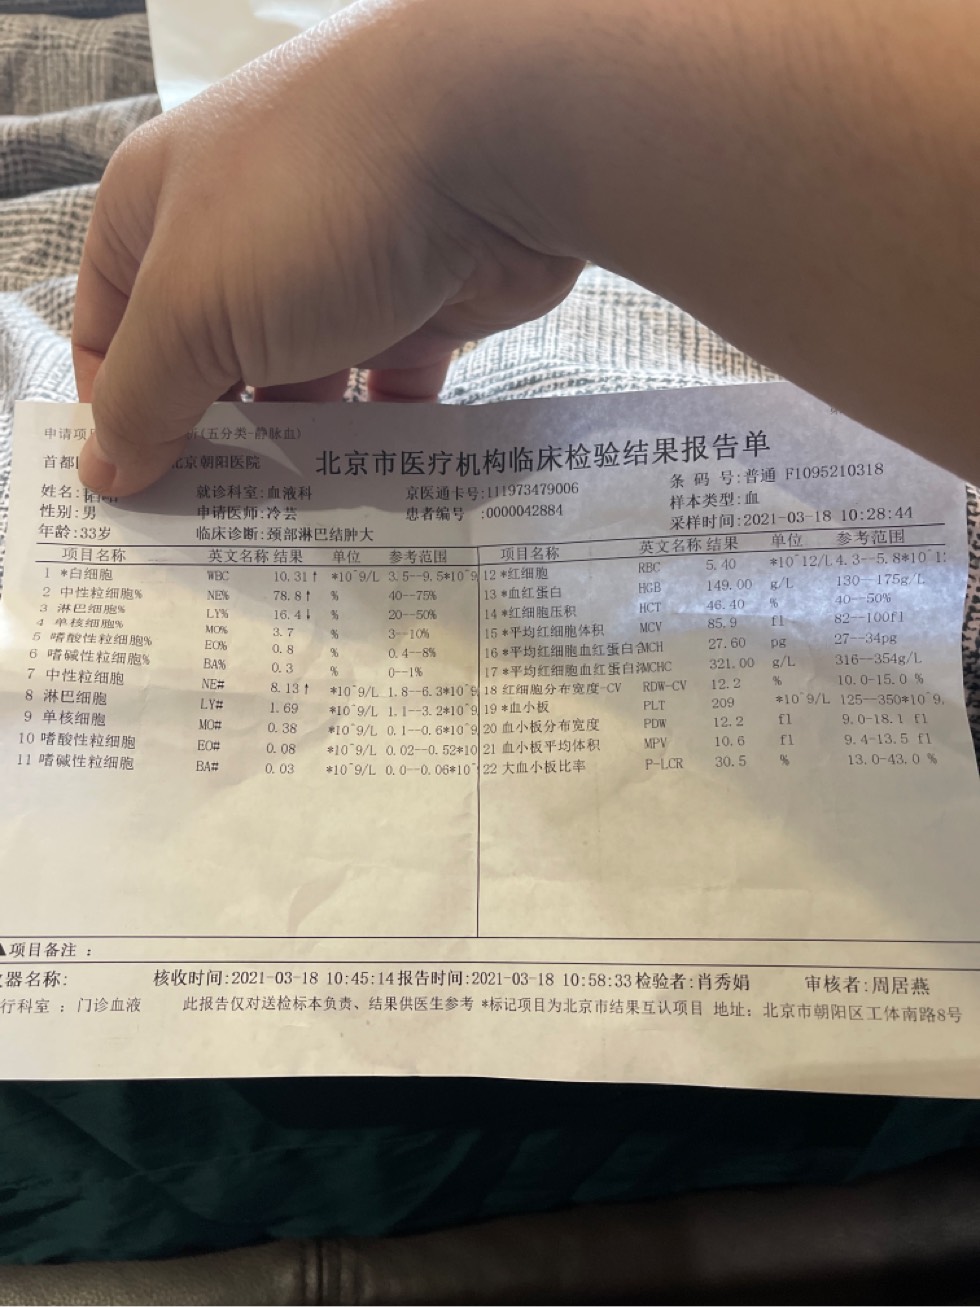 申请项 (五分类-静脉血)
首都 北京朝阳医院
北京市医疗机构临床检验结果报告单
条 码 号:普通 F1095210318
姓名: 就诊科室:血液科 京医通卡号:111973479006 样本类型:血
性别:男 申请医师:冷芸 患者编号 :0000042884 采样时间:2021-03-18 10:28:44
年龄:33岁 临床诊断:颈部淋巴结肿大
项目名称 英文名称 结果 单位 参考范围 项目名称 英文名称 结果 单位 参考范围
1 *白细胞 WBC 10.31↑ *10^9/L 3.5--9.5*10^9 12 *红细胞 RBC 5.40 *10^12/L 4.3--5.8*10^1
2 中性粒细胞% NE% 78.8↑ % 40--75% 13 *血红蛋白 HGB 149.00 g/L 130--175g/L
3 淋巴细胞% LY% 16.4↓ % 20--50% 14 *红细胞压积 HCT 46.40 % 40--50%
4 单核细胞% MO% 3.7 % 3--10% 15 *平均红细胞体积 MCV 85.9 fl 82--100fl
5 嗜酸性粒细胞% EO% 0.8 % 0.4--8% 16 *平均红细胞血红蛋白 MCH 27.60 pg 27--34pg
6 嗜碱性粒细胞% BA% 0.3 % 0--1% 17 *平均红细胞血红蛋白 MCHC 321.00 g/L 316--354g/L
7 中性粒细胞 NE# 8.13↑ *10^9/L 1.8--6.3*10^9 18 红细胞分布宽度-CV RDW-CV 12.2 % 10.0-15.0 %
8 淋巴细胞 LY# 1.69 *10^9/L 1.1--3.2*10^9 19 *血小板 PLT 209 *10^9/L 125--350*10^9
9 单核细胞 MO# 0.38 *10^9/L 0.1--0.6*10^9 20 血小板分布宽度 PDW 12.2 fl 9.0-18.1 fl
10 嗜酸性粒细胞 EO# 0.08 *10^9/L 0.02--0.52*10 21 血小板平均体积 MPV 10.6 fl 9.4-13.5 fl
11 嗜碱性粒细胞 BA# 0.03 *10^9/L 0.0--0.06*10^ 22 大血小板比率 P-LCR 30.5 % 13.0-43.0 %
▲项目备注 :
器名称: 核收时间:2021-03-18 10:45:14 报告时间:2021-03-18 10:58:33 检验者:肖秀娟 审核者:周居燕
行科室 : 门诊血液 此报告仅对送检标本负责、结果供医生参考 *标记项目为北京市结果互认项目 地址: 北京市朝阳区工体南路8号